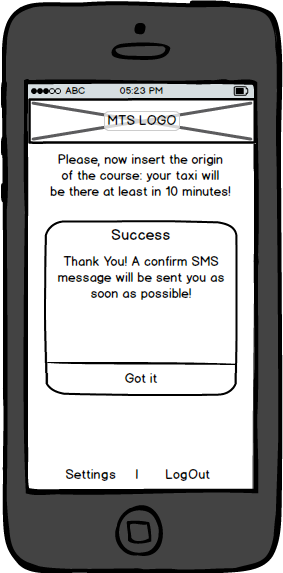 ABC 05:23 PM
MTS LOGO
Please, now insert the origin
of the course: your taxi will
be there at least in 10 minutes!
Success
Thank You! A confirm SMS
message will be sent you as
soon as possible!
Got it
Settings | LogOut